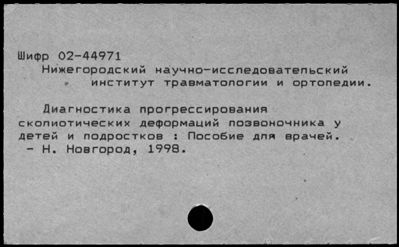 Шифр 02-44971
Нижегородский научно-исследовательский
институт травматологии и ортопедии.
Диагностика прогрессирования
сколиотических деформаций позвоночника у
детей и подростков : Пособие для врачей.
- Н. Новгород, 1998.